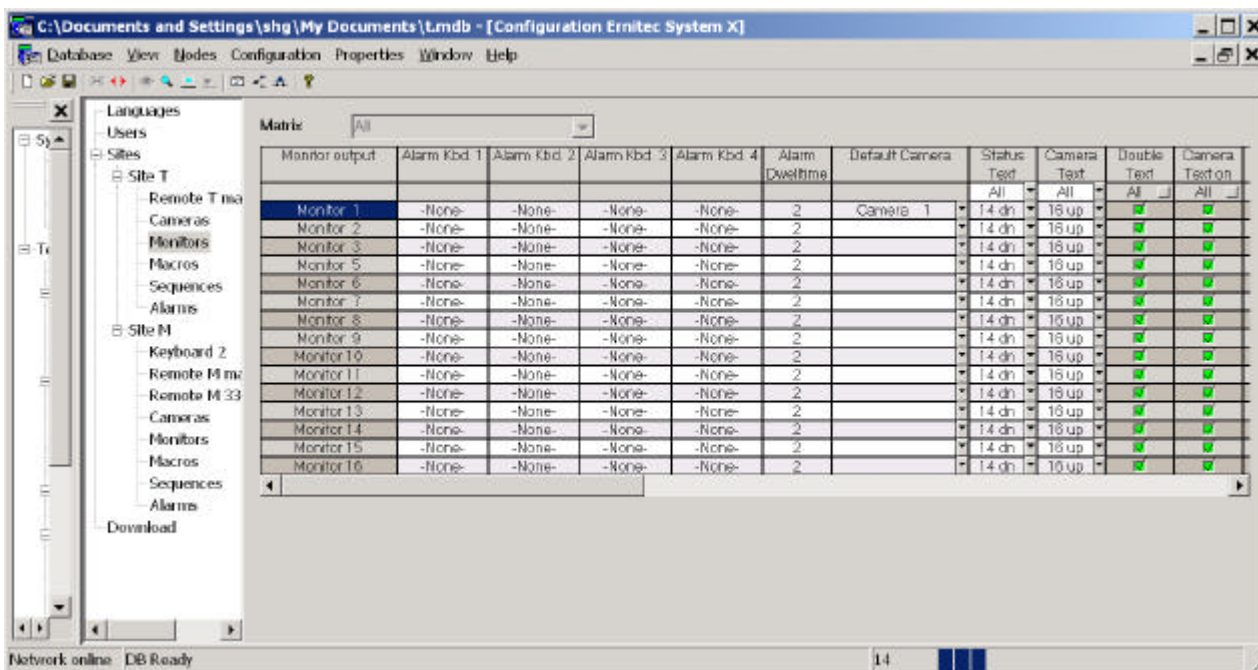 C:\Documents and Settings\shg\My Documents\t.mdb - [Configuration Ernitec System X]
Database View Nodes Configuration Properties Window Help
Languages
Users
Sites
Site T
Remote T ma
Cameras
Monitors
Macros
Sequences
Alarms
Site M
Keyboard 2
Remote M ma
Remote M 33
Cameras
Monitors
Macros
Sequences
Alarms
Download
Sy
Te
Matrix All
Monitor output Alarm Kbd. 1 Alarm Kbd. 2 Alarm Kbd. 3 Alarm Kbd. 4 Alarm Dwelltime Default Camera Status Text Camera Text Double Text Camera Text on
All All All All
Monitor 1 -None- -None- -None- -None- 2 Camera 1 14 dn 16 up
Monitor 2 -None- -None- -None- -None- 2 14 dn 16 up
Monitor 3 -None- -None- -None- -None- 2 14 dn 16 up
Monitor 5 -None- -None- -None- -None- 2 14 dn 16 up
Monitor 6 -None- -None- -None- -None- 2 14 dn 16 up
Monitor 7 -None- -None- -None- -None- 2 14 dn 16 up
Monitor 8 -None- -None- -None- -None- 2 14 dn 16 up
Monitor 9 -None- -None- -None- -None- 2 14 dn 16 up
Monitor 10 -None- -None- -None- -None- 2 14 dn 16 up
Monitor 11 -None- -None- -None- -None- 2 14 dn 16 up
Monitor 12 -None- -None- -None- -None- 2 14 dn 16 up
Monitor 13 -None- -None- -None- -None- 2 14 dn 16 up
Monitor 14 -None- -None- -None- -None- 2 14 dn 16 up
Monitor 15 -None- -None- -None- -None- 2 14 dn 16 up
Monitor 16 -None- -None- -None- -None- 2 14 dn 16 up
Network online DB Ready 14